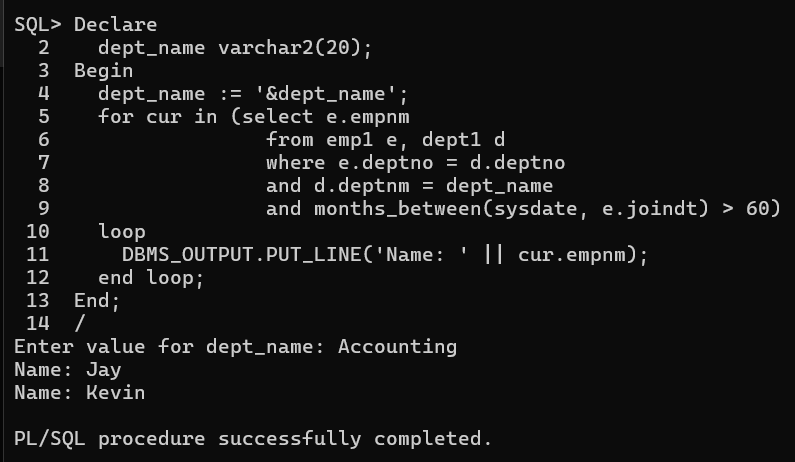 SQL> Declare
  2    dept_name varchar2(20);
  3  Begin
  4    dept_name := '&dept_name';
  5    for cur in (select e.empnm
  6                  from emp1 e, dept1 d
  7                  where e.deptno = d.deptno
  8                  and d.deptnm = dept_name
  9                  and months_between(sysdate, e.joindt) > 60)
 10    loop
 11      DBMS_OUTPUT.PUT_LINE('Name: ' || cur.empnm);
 12    end loop;
 13  End;
 14  /
Enter value for dept_name: Accounting
Name: Jay
Name: Kevin

PL/SQL procedure successfully completed.